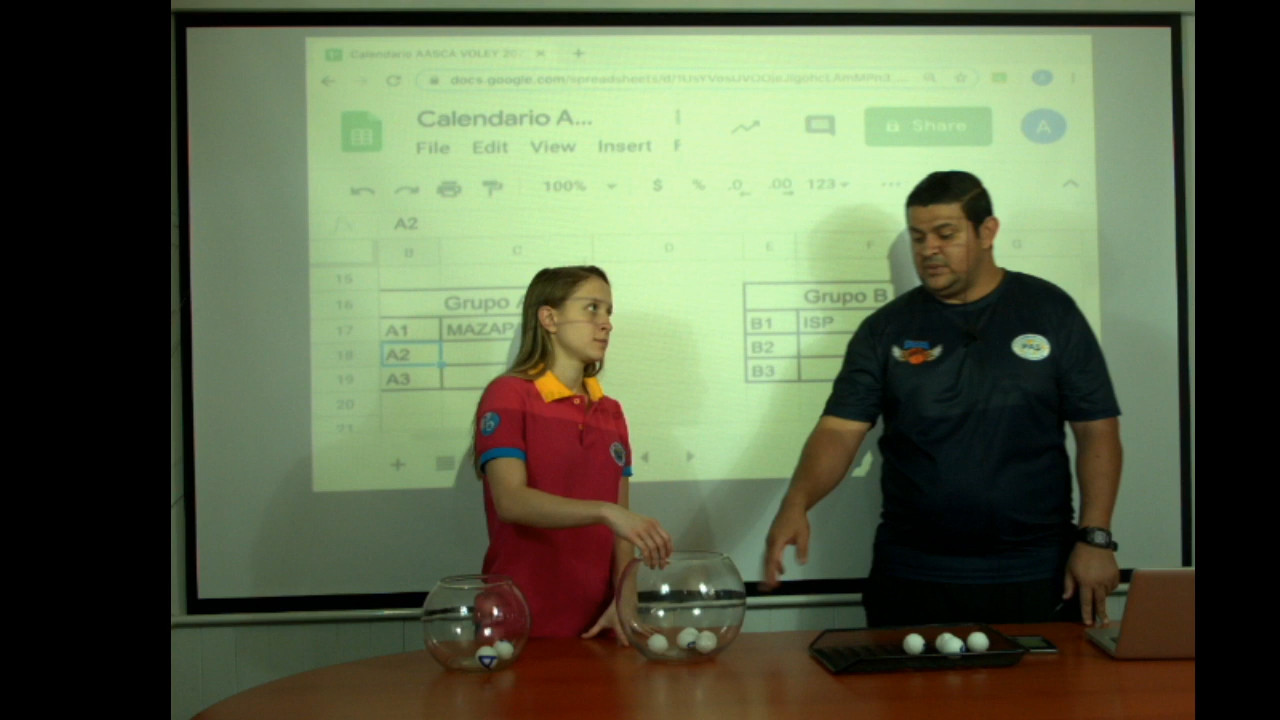 Calendario AASCA VOLEY 20
docs.google.com/spreadsheets/d/
Calendario A...
Share
A
File Edit View Insert
100% $ % .0 .00 123 ...
A2
B C D E F G
15
16 Grupo A Grupo B
17 A1 MAZAPA B1 ISP
18 A2 B2
19 A3 B3
20
21